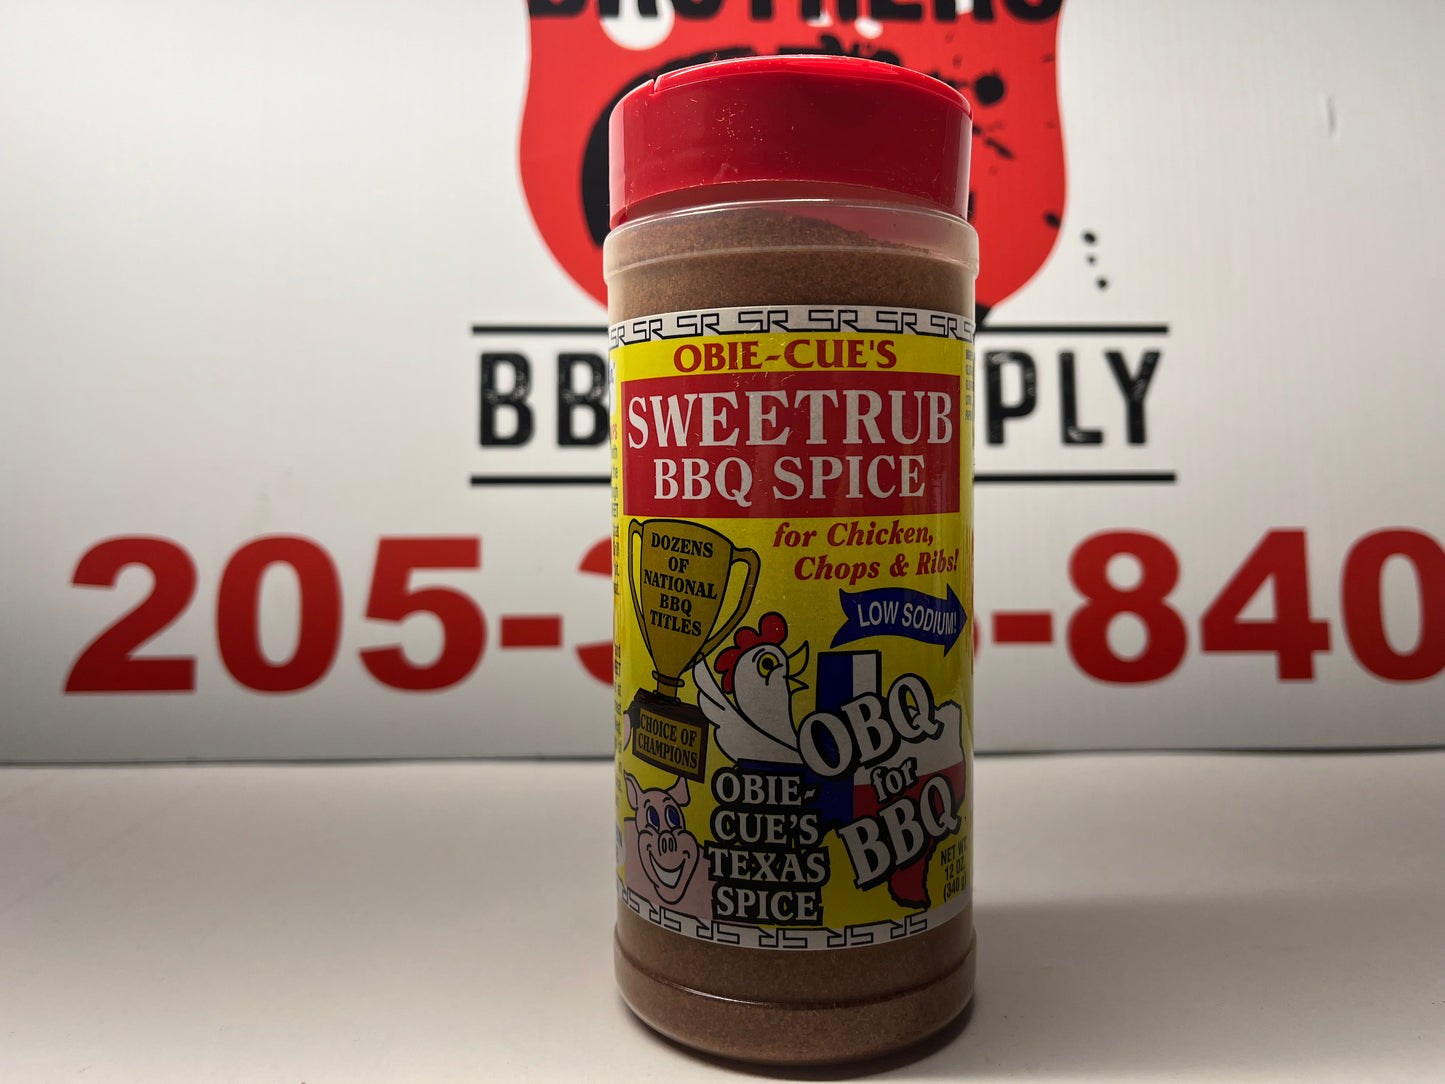 BROTHERS
BB
PLY
205-
-840
OBIE-CUE'S
SWEETRUB
BBQ SPICE
for Chicken,
Chops & Ribs!
LOW SODIUM!
DOZENS
OF
NATIONAL
BBQ
TITLES
CHOICE OF
CHAMPIONS
OBQ
for
BBQ
OBIE-
CUE'S
TEXAS
SPICE
NET WT.
12 OZ.
(340 g)